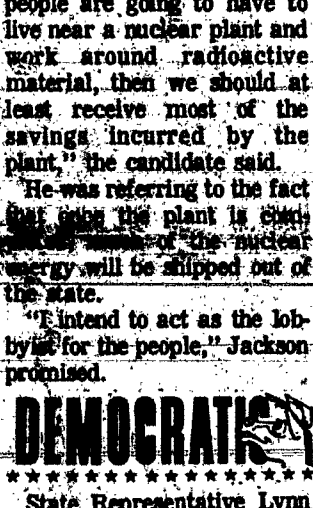 people are going to have to
live near a nuclear plant and
work around radioactive
material, then we should at
least receive most of the
savings incurred by the
plant," the candidate said.
He was referring to the fact
that once the plant is com-
of the nuclear
energy will be shipped out of
the state.
"I intend to act as the lob-
byist for the people," Jackson
promised.
DEMOCRATIC
State Representative Lynn